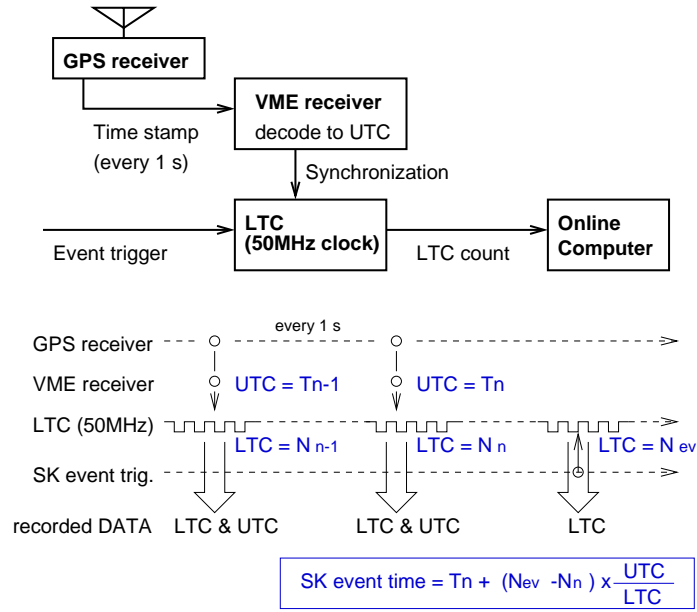 GPS receiver
VME receiver
decode to UTC
Time stamp
(every 1 s)
Synchronization
LTC
(50MHz clock)
Online
Computer
Event trigger
LTC count
every 1 s
GPS receiver
VME receiver
UTC = Tn-1
UTC = Tn
LTC (50MHz)
LTC = N n-1
LTC = N n
LTC = N ev
SK event trig.
recorded DATA
LTC & UTC
LTC & UTC
LTC
SK event time = Tn + (Nev -Nn ) x UTC
LTC